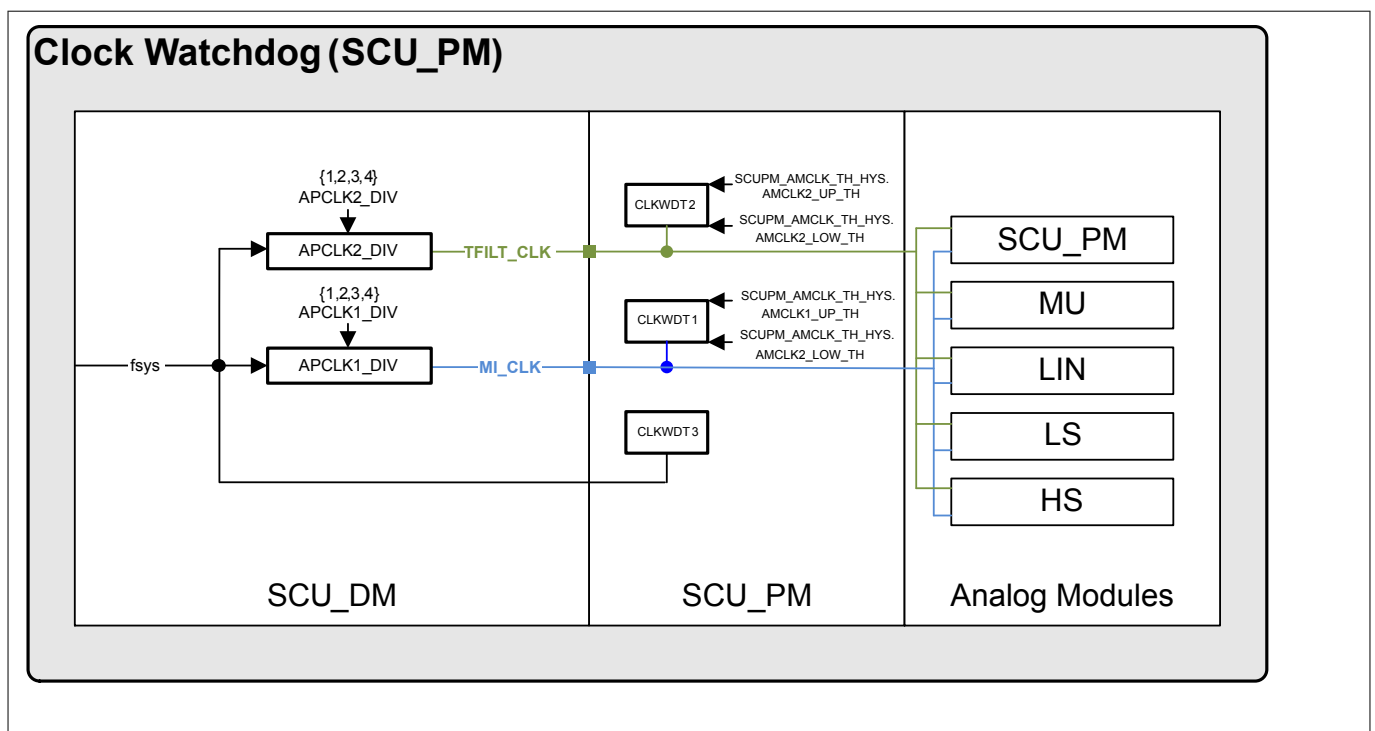 Clock Watchdog (SCU_PM)
{1,2,3,4}
APCLK2_DIV
APCLK2_DIV
TFILT_CLK
{1,2,3,4}
APCLK1_DIV
fsys
APCLK1_DIV
MI_CLK
SCU_DM
CLKWDT2
SCUPM_AMCLK_TH_HYS.
AMCLK2_UP_TH
SCUPM_AMCLK_TH_HYS.
AMCLK2_LOW_TH
CLKWDT1
SCUPM_AMCLK_TH_HYS.
AMCLK1_UP_TH
SCUPM_AMCLK_TH_HYS.
AMCLK2_LOW_TH
CLKWDT3
SCU_PM
SCU_PM
MU
LIN
LS
HS
Analog Modules